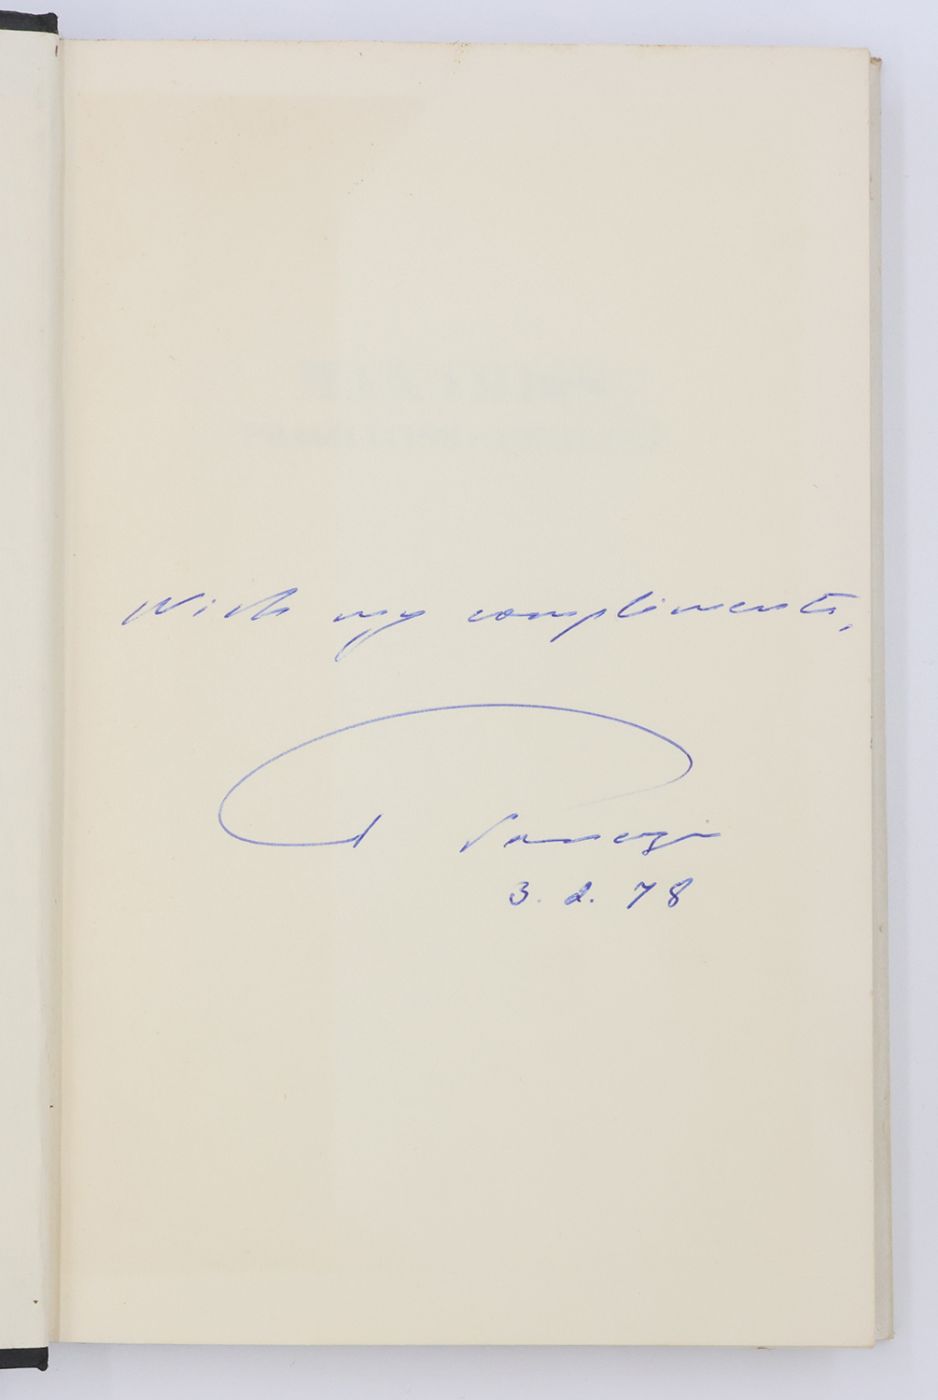 With my compliments,
3. 2. 78